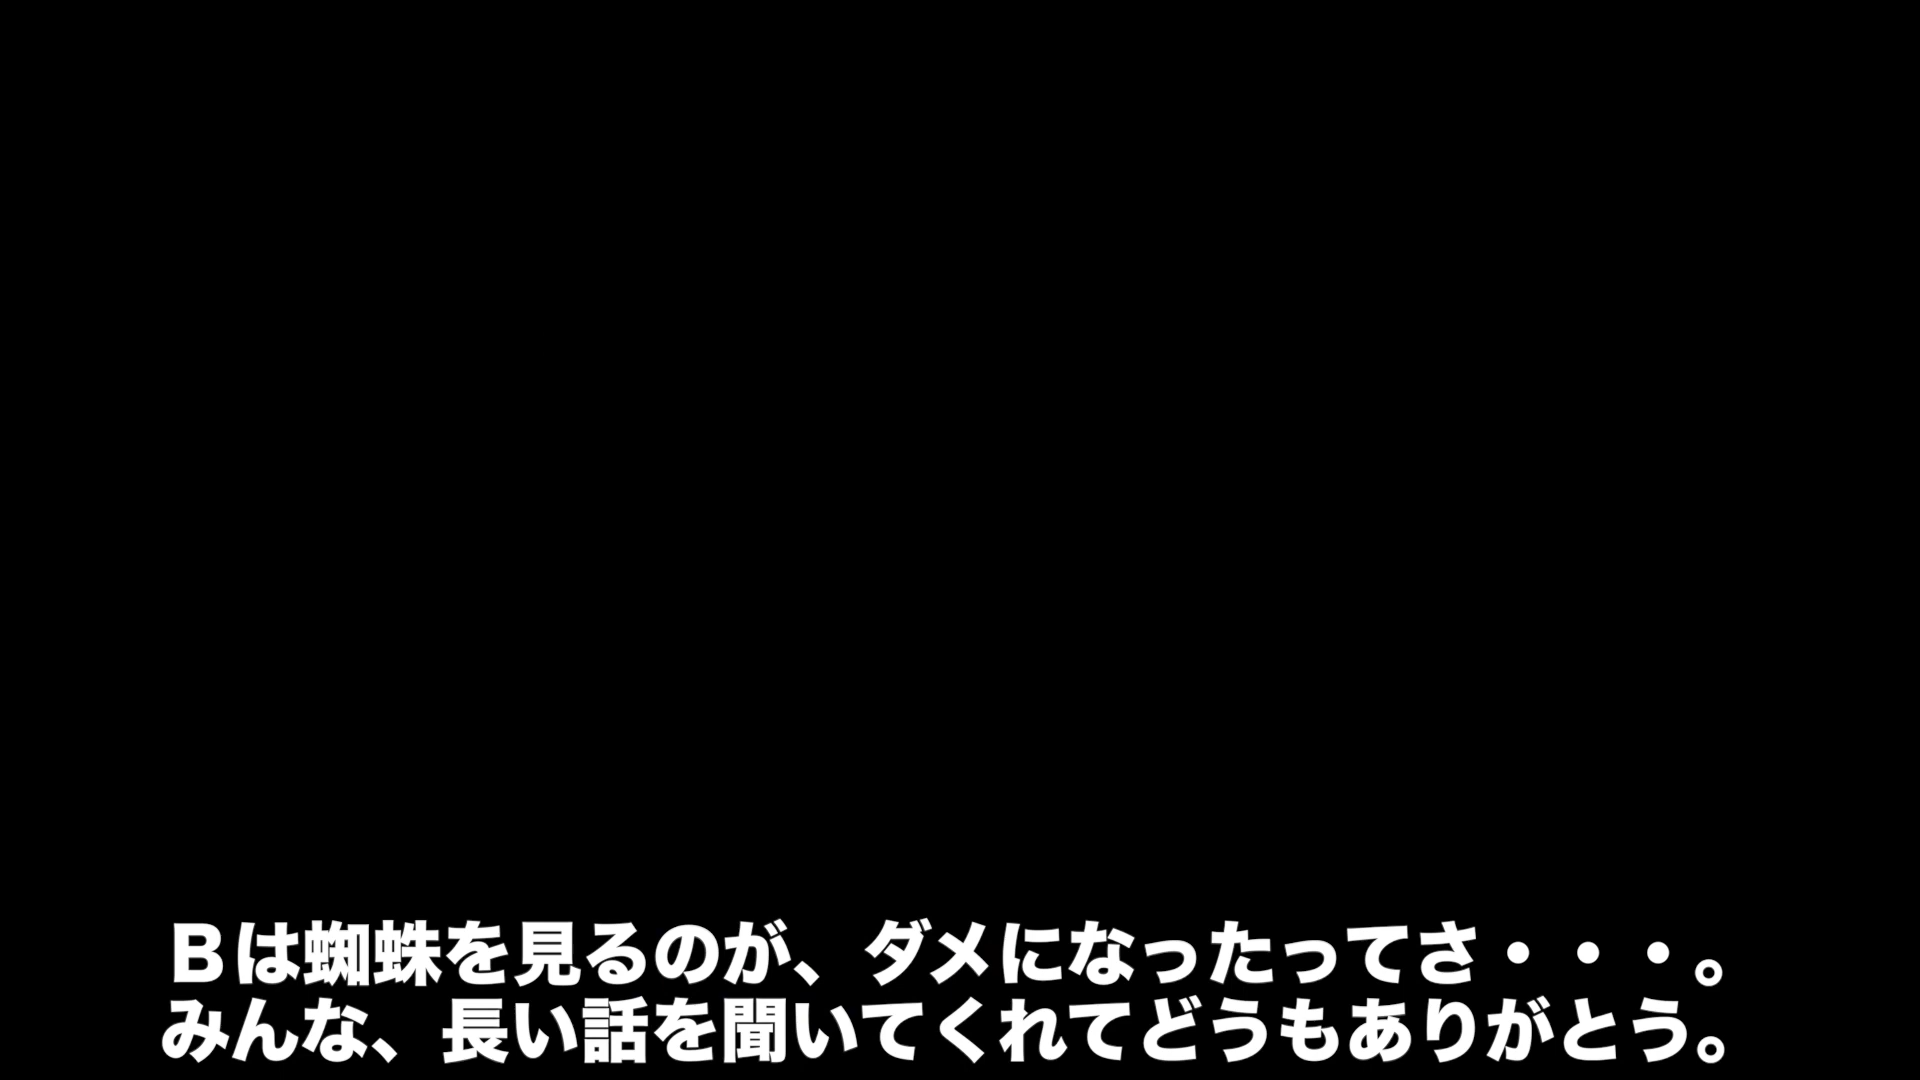 Ｂは蜘蛛を見るのが、ダメになったってさ・・・。
みんな、長い話を聞いてくれてどうもありがとう。